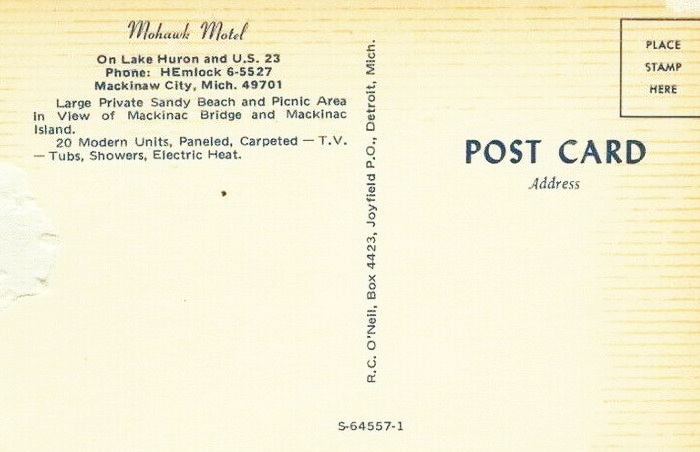 Mohawk Motel
On Lake Huron and U.S. 23
Phone: HEmlock 6-5527
Mackinaw City, Mich. 49701
Large Private Sandy Beach and Picnic Area
in View of Mackinac Bridge and Mackinac
Island.
20 Modern Units, Paneled, Carpeted — T.V.
— Tubs, Showers, Electric Heat.
R.C. O'Neil, Box 4423, Joyfield P.O., Detroit, Mich.
S-64557-1
PLACE
STAMP
HERE
POST CARD
Address